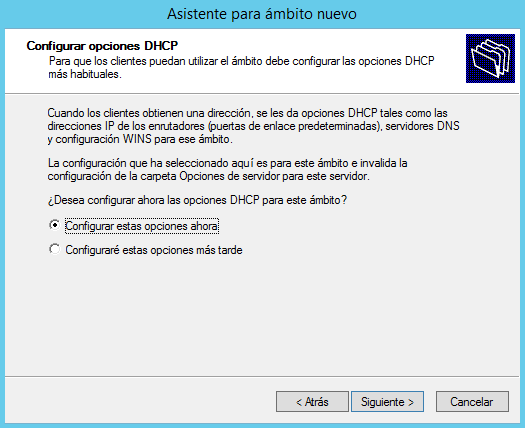 Asistente para ámbito nuevo
Configurar opciones DHCP
Para que los clientes puedan utilizar el ámbito debe configurar las opciones DHCP
más habituales.
Cuando los clientes obtienen una dirección, se les da opciones DHCP tales como las
direcciones IP de los enrutadores (puertas de enlace predeterminadas), servidores DNS
y configuración WINS para ese ámbito.
La configuración que ha seleccionado aquí es para este ámbito e invalida la
configuración de la carpeta Opciones de servidor para este servidor.
¿Desea configurar ahora las opciones DHCP para este ámbito?
Configurar estas opciones ahora
Configuraré estas opciones más tarde
< Atrás
Siguiente >
Cancelar